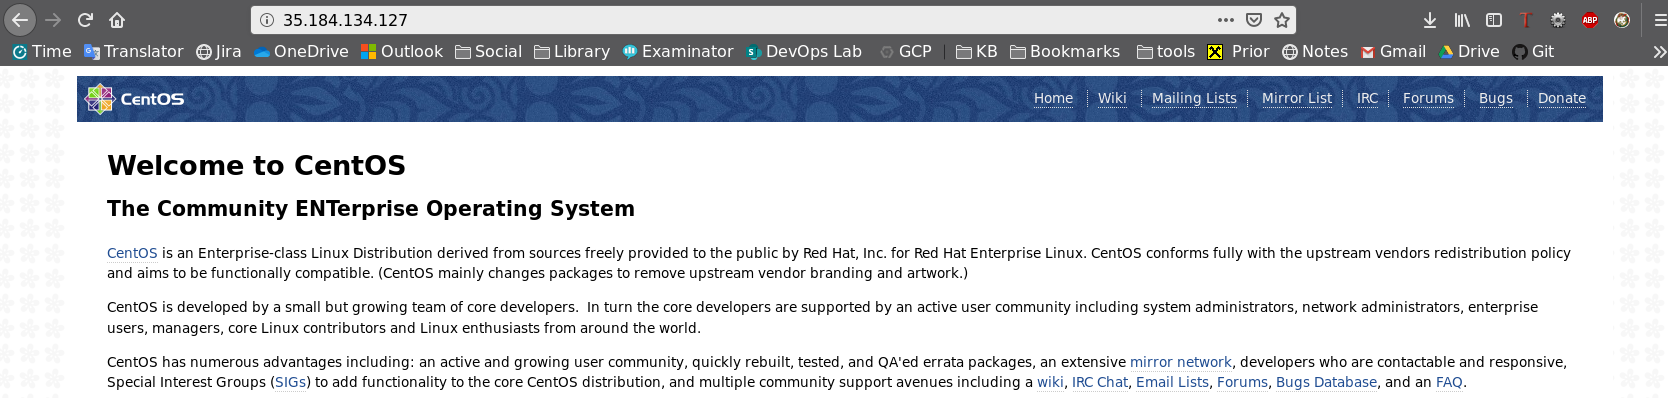 35.184.134.127
Time Translator Jira OneDrive Outlook Social Library Examinator DevOps Lab GCP KB Bookmarks tools Prior Notes Gmail Drive Git
ABP
CentOS
Home Wiki Mailing Lists Mirror List IRC Forums Bugs Donate
Welcome to CentOS
The Community ENTerprise Operating System
CentOS is an Enterprise-class Linux Distribution derived from sources freely provided to the public by Red Hat, Inc. for Red Hat Enterprise Linux. CentOS conforms fully with the upstream vendors redistribution policy
and aims to be functionally compatible. (CentOS mainly changes packages to remove upstream vendor branding and artwork.)
CentOS is developed by a small but growing team of core developers.  In turn the core developers are supported by an active user community including system administrators, network administrators, enterprise
users, managers, core Linux contributors and Linux enthusiasts from around the world.
CentOS has numerous advantages including: an active and growing user community, quickly rebuilt, tested, and QA'ed errata packages, an extensive mirror network, developers who are contactable and responsive,
Special Interest Groups (SIGs) to add functionality to the core CentOS distribution, and multiple community support avenues including a wiki, IRC Chat, Email Lists, Forums, Bugs Database, and an FAQ.